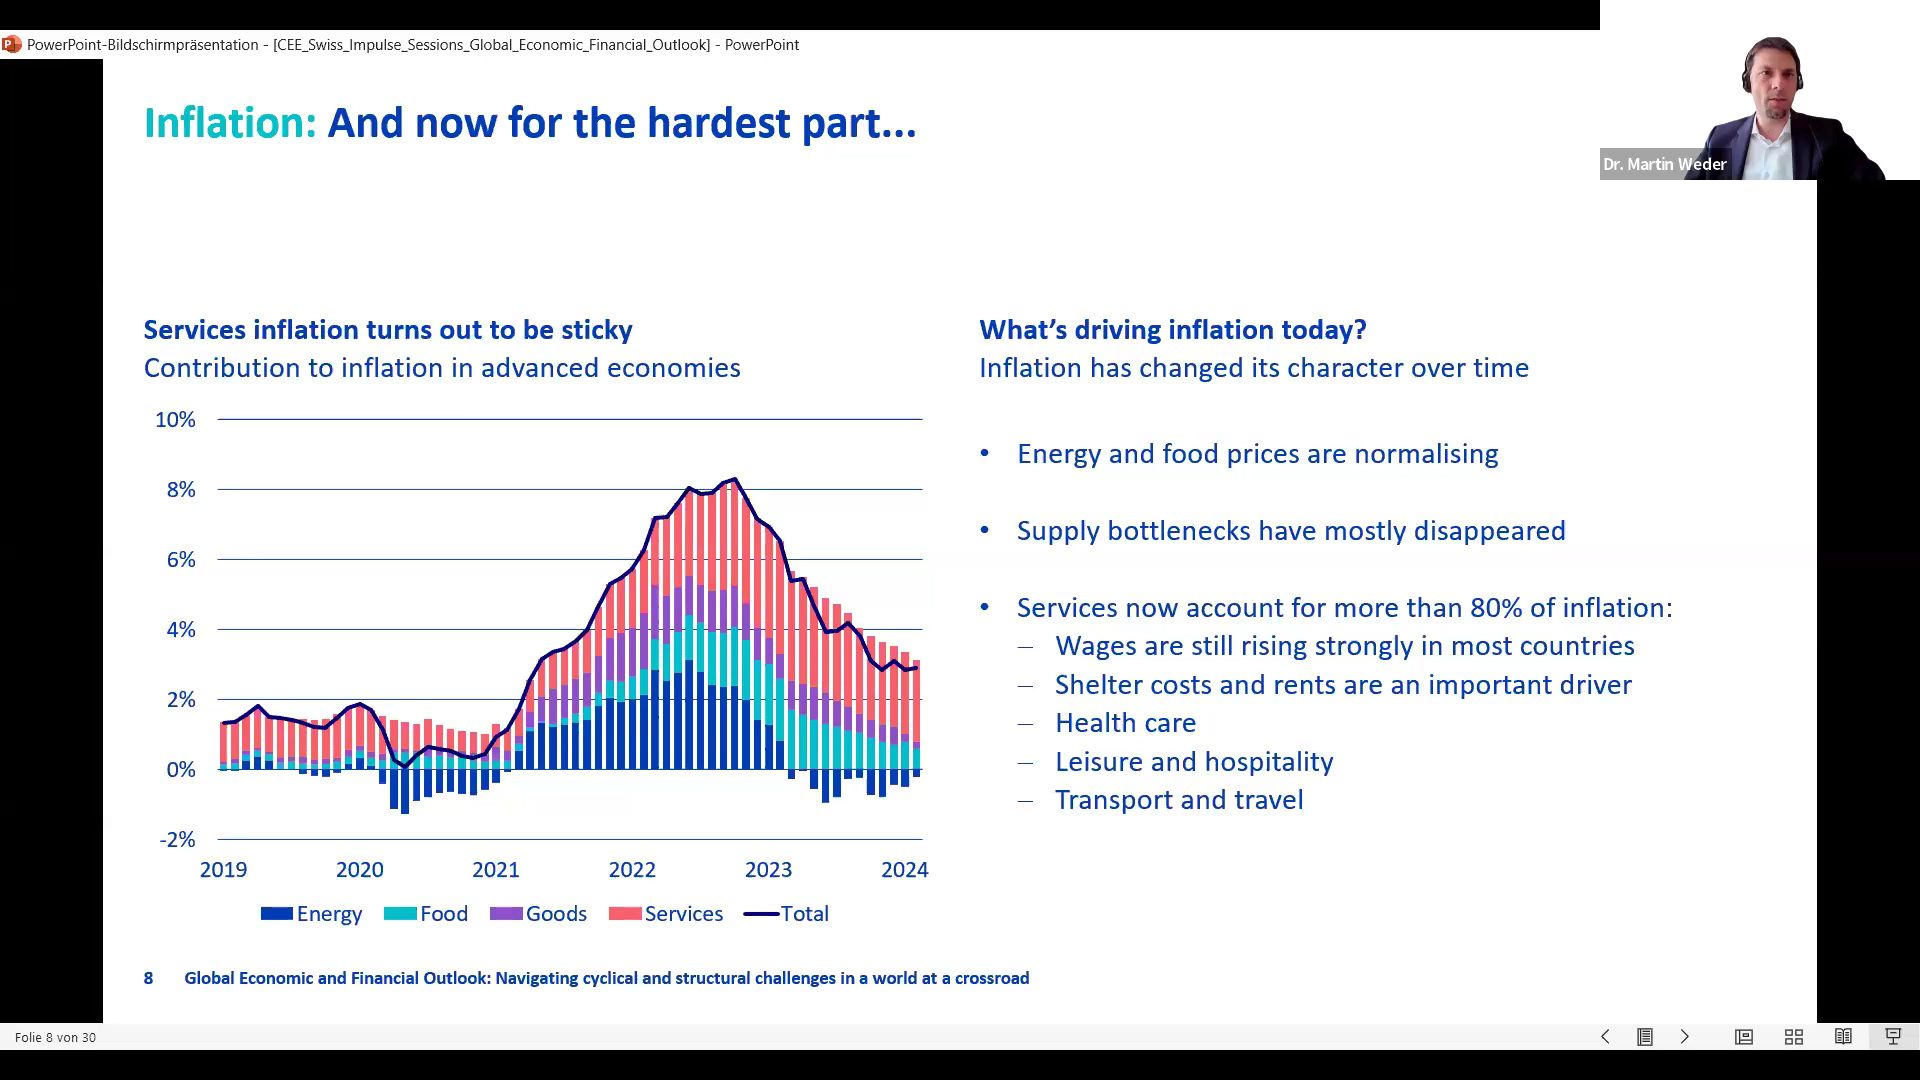 PowerPoint-Bildschirmpräsentation - [CEE_Swiss_Impulse_Sessions_Global_Economic_Financial_Outlook] - PowerPoint
Dr. Martin Weder
Inflation: And now for the hardest part...
Services inflation turns out to be sticky
Contribution to inflation in advanced economies
10%
8%
6%
4%
2%
0%
-2%
2019 2020 2021 2022 2023 2024
Energy Food Goods Services Total
What’s driving inflation today?
Inflation has changed its character over time
• Energy and food prices are normalising
• Supply bottlenecks have mostly disappeared
• Services now account for more than 80% of inflation:
– Wages are still rising strongly in most countries
– Shelter costs and rents are an important driver
– Health care
– Leisure and hospitality
– Transport and travel
8 Global Economic and Financial Outlook: Navigating cyclical and structural challenges in a world at a crossroad
Folie 8 von 30